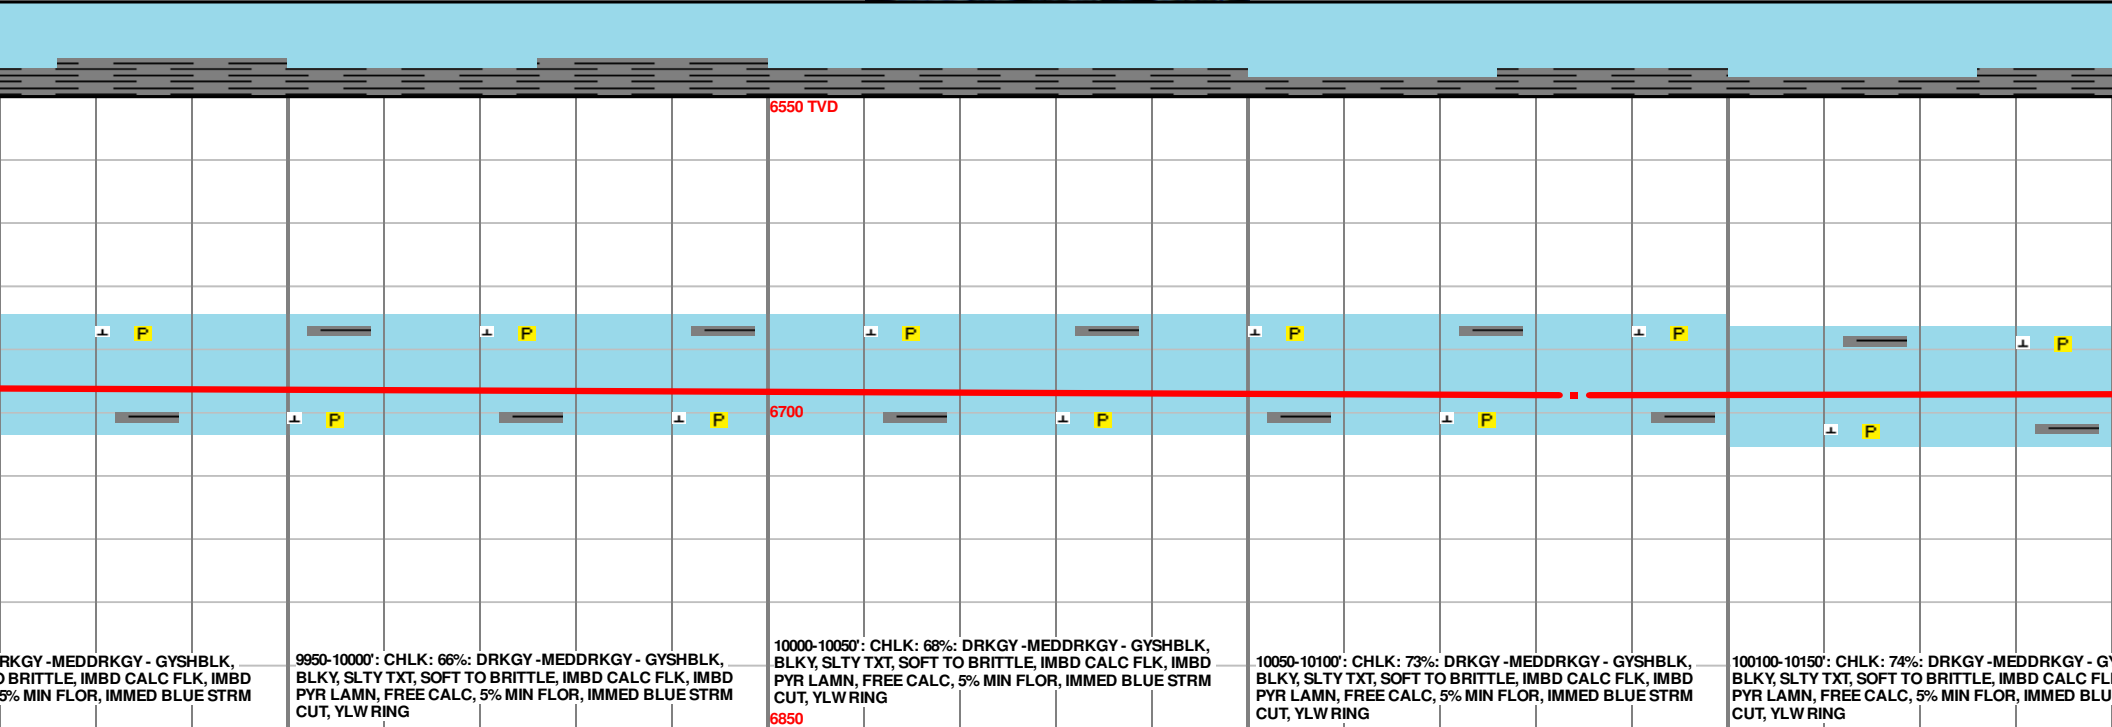 6550 TVD
P P P P P P
P P P P P
6700
RKGY -MEDDRKGY - GYSHBLK,
BRITTLE, IMBD CALC FLK, IMBD
5% MIN FLOR, IMMED BLUE STRM
9950-10000': CHLK: 66%: DRKGY -MEDDRKGY - GYSHBLK,
BLKY, SLTY TXT, SOFT TO BRITTLE, IMBD CALC FLK, IMBD
PYR LAMN, FREE CALC, 5% MIN FLOR, IMMED BLUE STRM
CUT, YLW RING
10000-10050': CHLK: 68%: DRKGY -MEDDRKGY - GYSHBLK,
BLKY, SLTY TXT, SOFT TO BRITTLE, IMBD CALC FLK, IMBD
PYR LAMN, FREE CALC, 5% MIN FLOR, IMMED BLUE STRM
CUT, YLW RING
10050-10100': CHLK: 73%: DRKGY -MEDDRKGY - GYSHBLK,
BLKY, SLTY TXT, SOFT TO BRITTLE, IMBD CALC FLK, IMBD
PYR LAMN, FREE CALC, 5% MIN FLOR, IMMED BLUE STRM
CUT, YLW RING
100100-10150': CHLK: 74%: DRKGY -MEDDRKGY - GY
BLKY, SLTY TXT, SOFT TO BRITTLE, IMBD CALC FL
PYR LAMN, FREE CALC, 5% MIN FLOR, IMMED BLU
CUT, YLW RING
6850